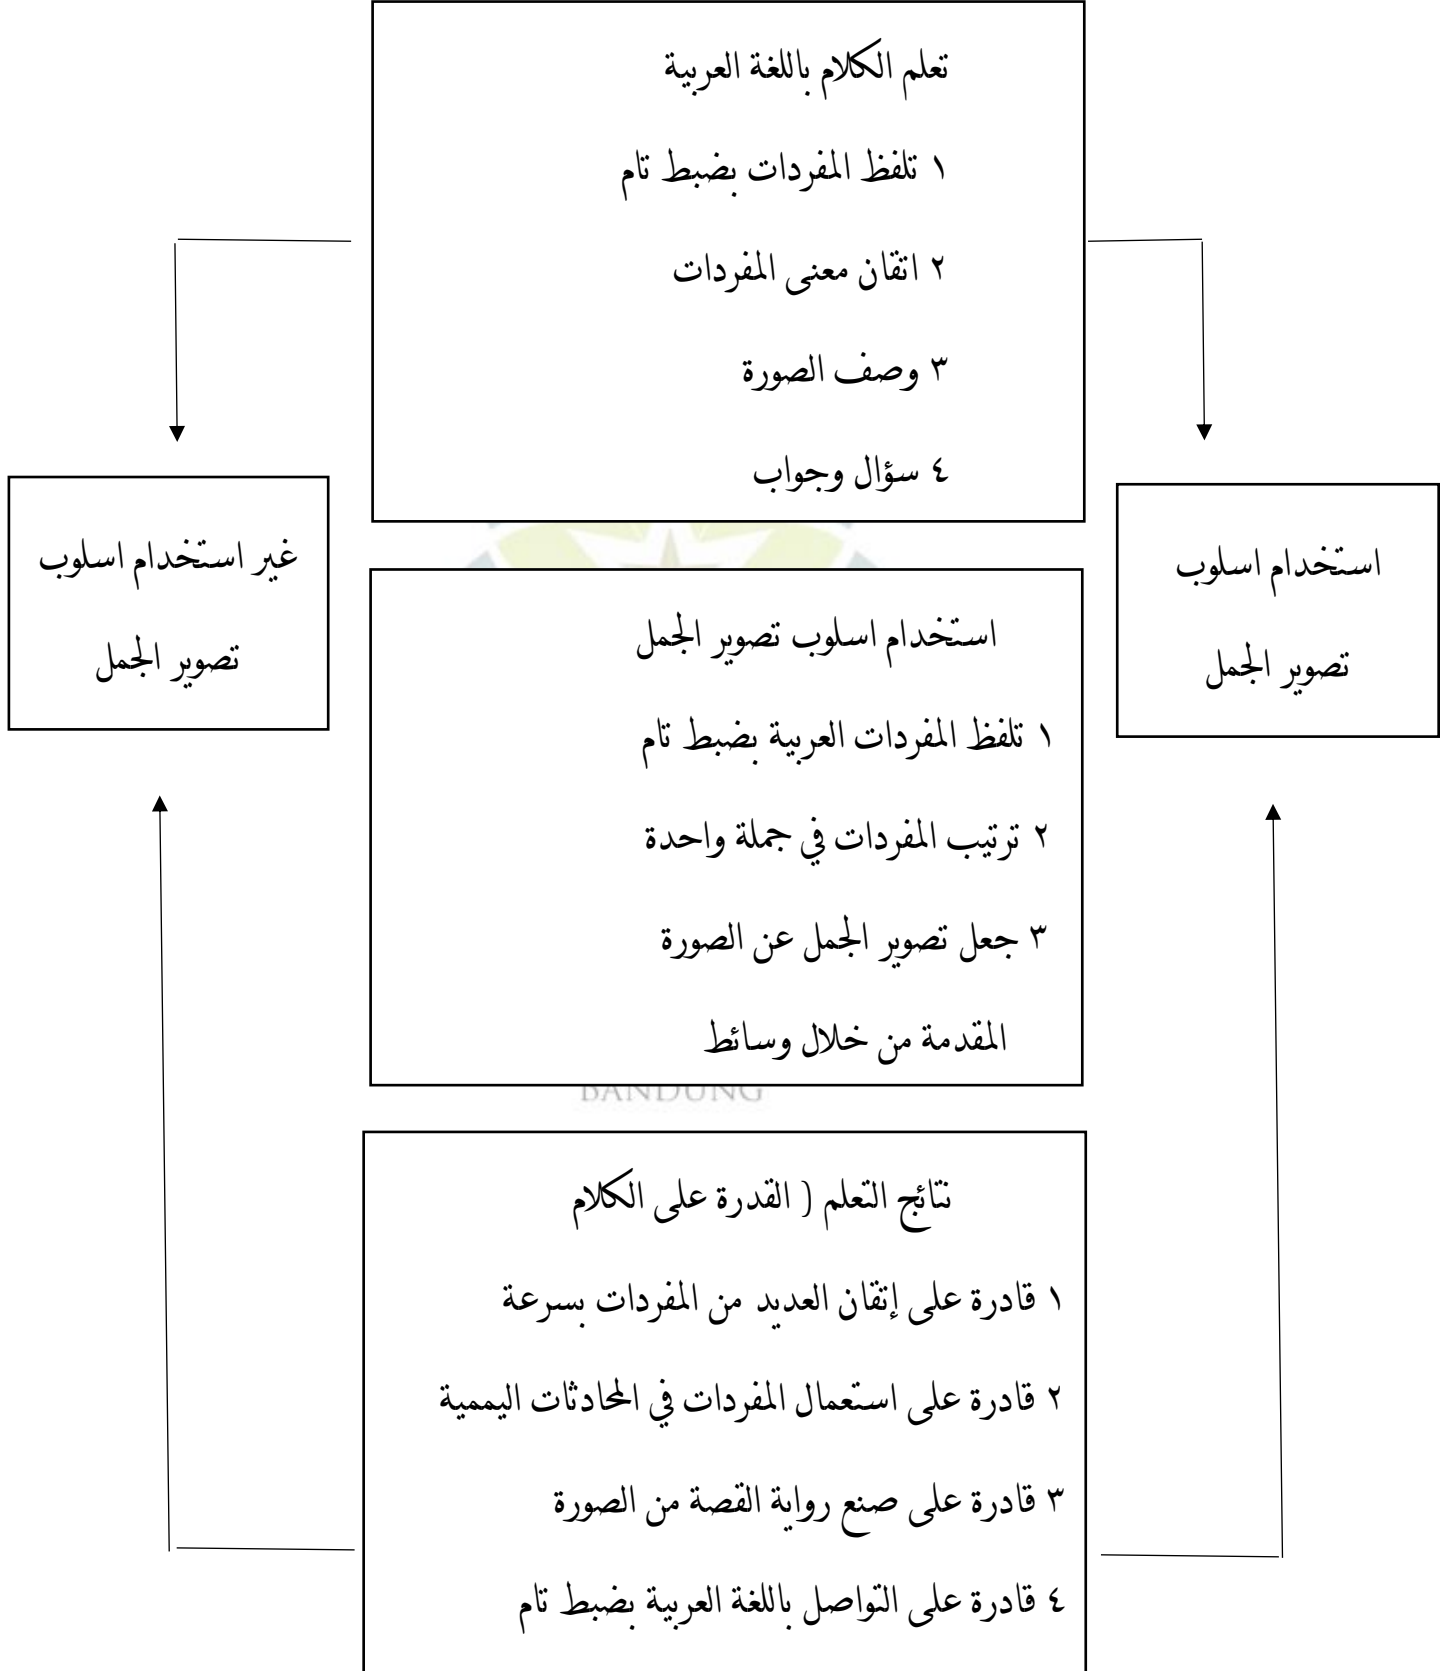 تعلم الكلام باللغة العربية
١ تلفظ المفردات بضبط تام
٢ اتقان معنى المفردات
٣ وصف الصورة
٤ سؤال وجواب
استخدام اسلوب
تصوير الجمل
غير استخدام اسلوب
تصوير الجمل
استخدام اسلوب تصوير الجمل
١ تلفظ المفردات العربية بضبط تام
٢ ترتيب المفردات في جملة واحدة
٣ جعل تصوير الجمل عن الصورة
المقدمة من خلال وسائط
BANDUNG
نتائج التعلم ( القدرة على الكلام
١ قادرة على إتقان العديد من المفردات بسرعة
٢ قادرة على استعمال المفردات في المحادثات اليممية
٣ قادرة على صنع رواية القصة من الصورة
٤ قادرة على التواصل باللغة العربية بضبط تام